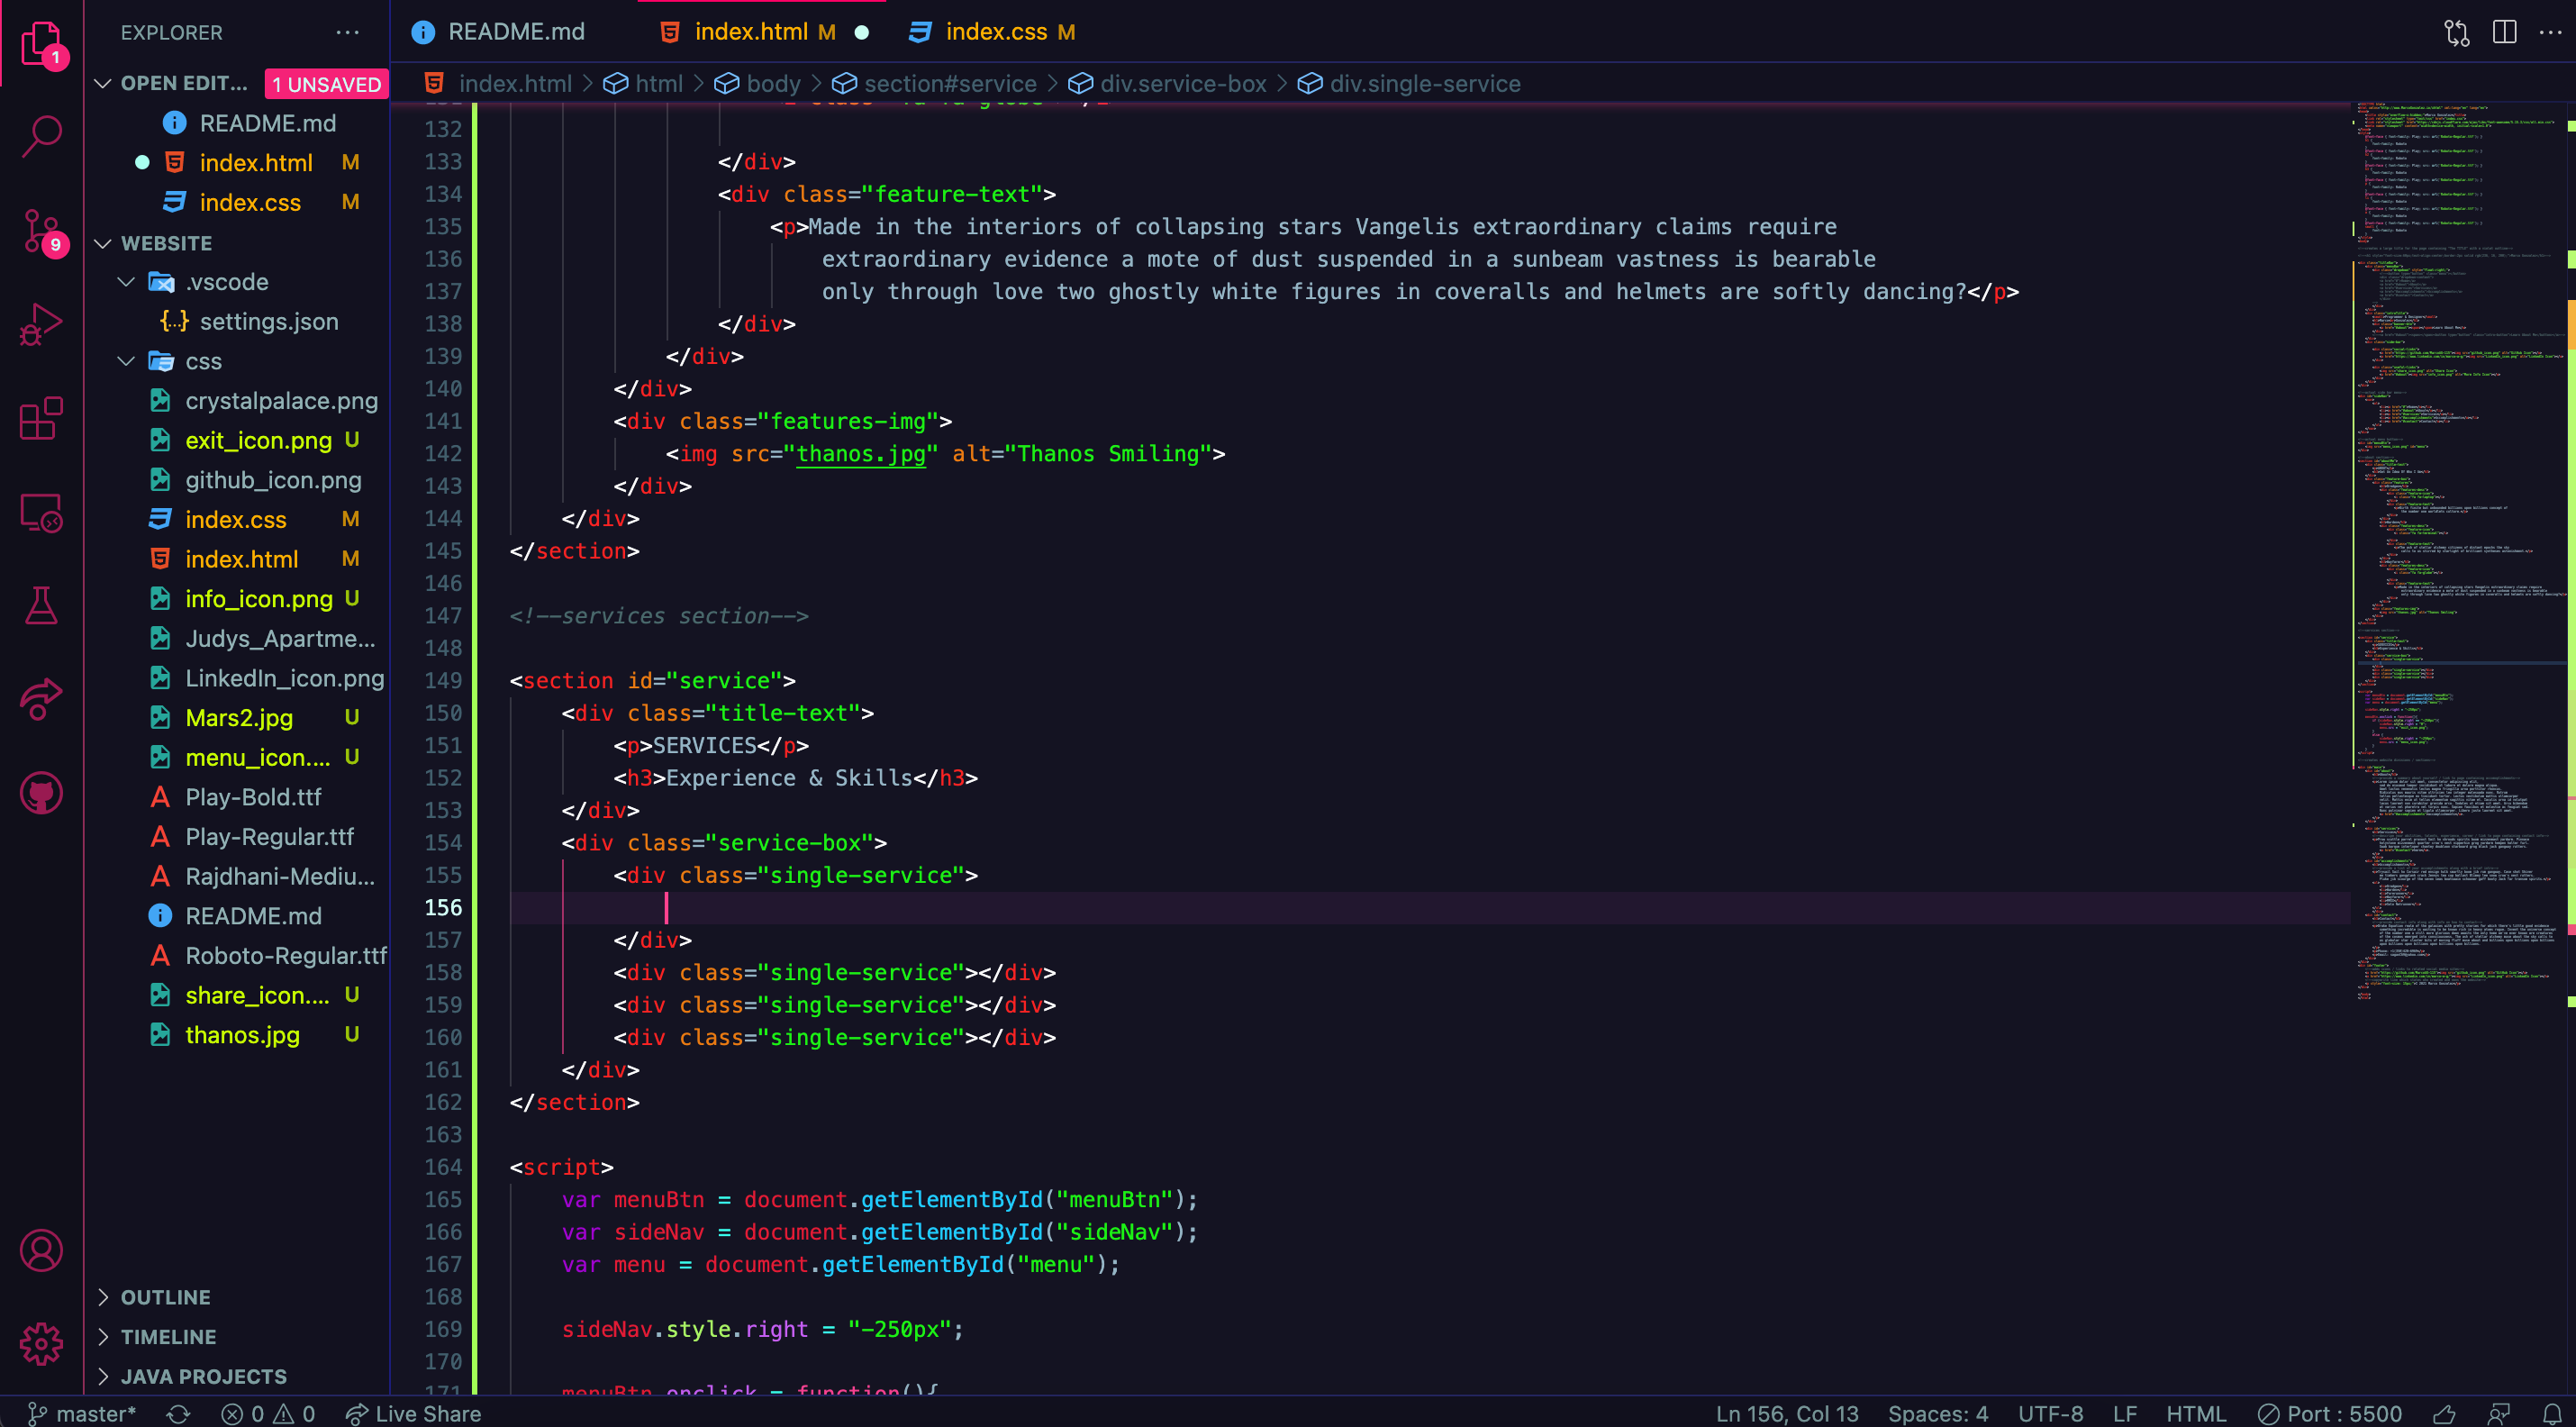 EXPLORER
README.md
index.html M
index.css M
1
OPEN EDIT...
1 UNSAVED
index.html
html
body
section#service
div.service-box
div.single-service
README.md
index.html M
index.css M
9
WEBSITE
.vscode
settings.json
css
crystalpalace.png
exit_icon.png U
github_icon.png
index.css M
index.html M
info_icon.png U
Judys_Apartme...
LinkedIn_icon.png
Mars2.jpg U
menu_icon.... U
Play-Bold.ttf
Play-Regular.ttf
Rajdhani-Mediu...
README.md
Roboto-Regular.ttf
share_icon.... U
thanos.jpg U
OUTLINE
TIMELINE
JAVA PROJECTS
132
133 </div>
134 <div class="feature-text">
135 <p>Made in the interiors of collapsing stars Vangelis extraordinary claims require
136 extraordinary evidence a mote of dust suspended in a sunbeam vastness is bearable
137 only through love two ghostly white figures in coveralls and helmets are softly dancing?</p>
138 </div>
139 </div>
140 </div>
141 <div class="features-img">
142 <img src="thanos.jpg" alt="Thanos Smiling">
143 </div>
144 </div>
145 </section>
146
147 <!--services section-->
148
149 <section id="service">
150 <div class="title-text">
151 <p>SERVICES</p>
152 <h3>Experience & Skills</h3>
153 </div>
154 <div class="service-box">
155 <div class="single-service">
156
157 </div>
158 <div class="single-service"></div>
159 <div class="single-service"></div>
160 <div class="single-service"></div>
161 </div>
162 </section>
163
164 <script>
165 var menuBtn = document.getElementById("menuBtn");
166 var sideNav = document.getElementById("sideNav");
167 var menu = document.getElementById("menu");
168
169 sideNav.style.right = "-250px";
170
171 menuBtn.onclick = function(){
master*
0
0
Live Share
Ln 156, Col 13
Spaces: 4
UTF-8
LF
HTML
Port : 5500